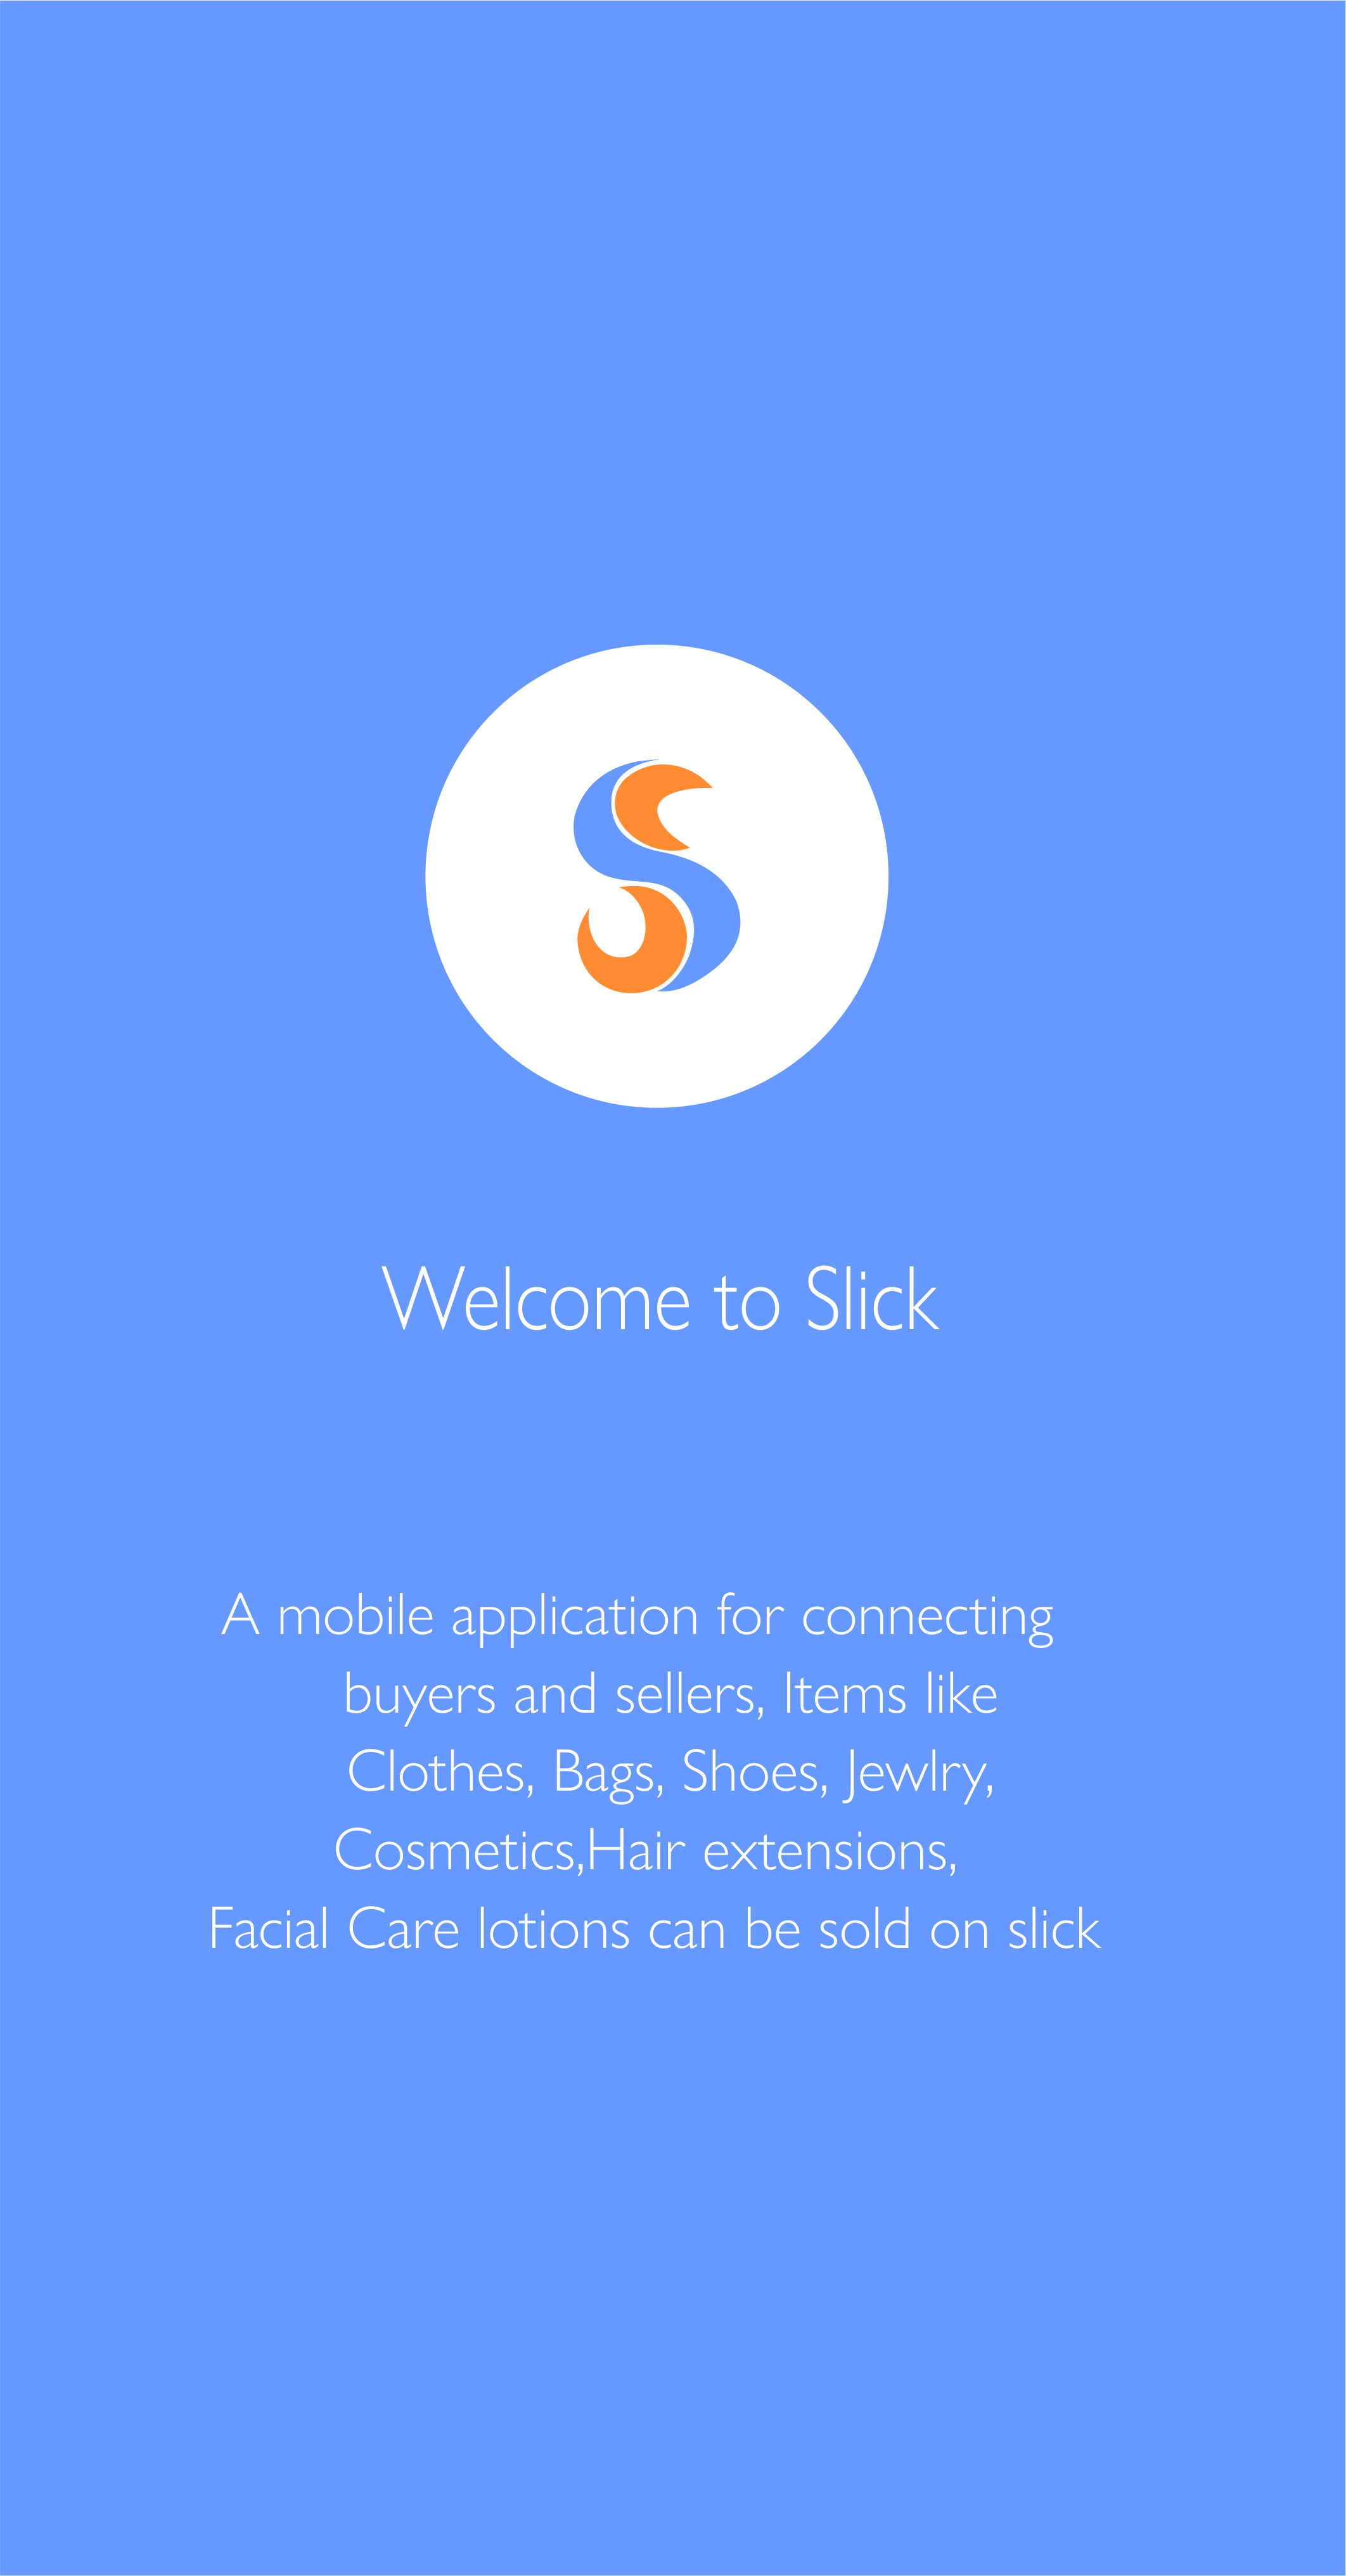 S
Welcome to Slick
A mobile application for connecting
buyers and sellers, Items like
Clothes, Bags, Shoes, Jewlry,
Cosmetics,Hair extensions,
Facial Care lotions can be sold on slick